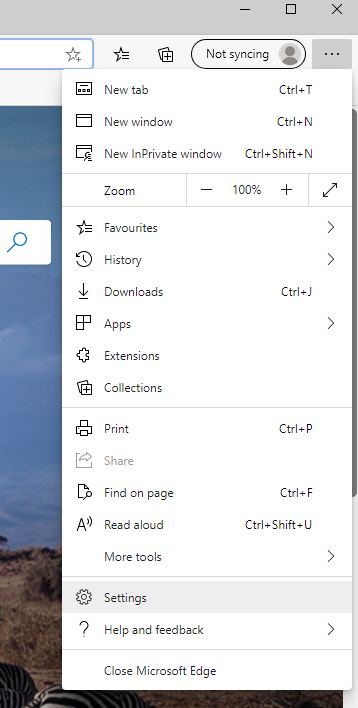 Not syncing
New tab Ctrl+T
New window Ctrl+N
New InPrivate window Ctrl+Shift+N
Zoom 100%
Favourites
History
Downloads Ctrl+J
Apps
Extensions
Collections
Print Ctrl+P
Share
Find on page Ctrl+F
Read aloud Ctrl+Shift+U
More tools
Settings
Help and feedback
Close Microsoft Edge